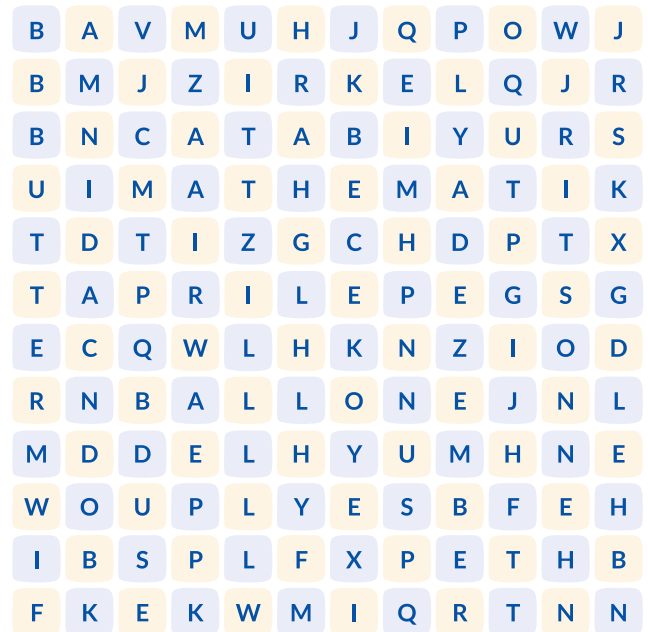 B A V M U H J Q P O W J
B M J Z I R K E L Q J R
B N C A T A B I Y U R S
U I M A T H E M A T I K
T D T I Z G C H D P T X
T A P R I L E P E G S G
E C Q W L H K N Z I O D
R N B A L L O N E J N L
M D D E L H Y U M H N E
W O U P L Y E S B F E H
I B S P L F X P E T H B
F K E K W M I Q R T N N